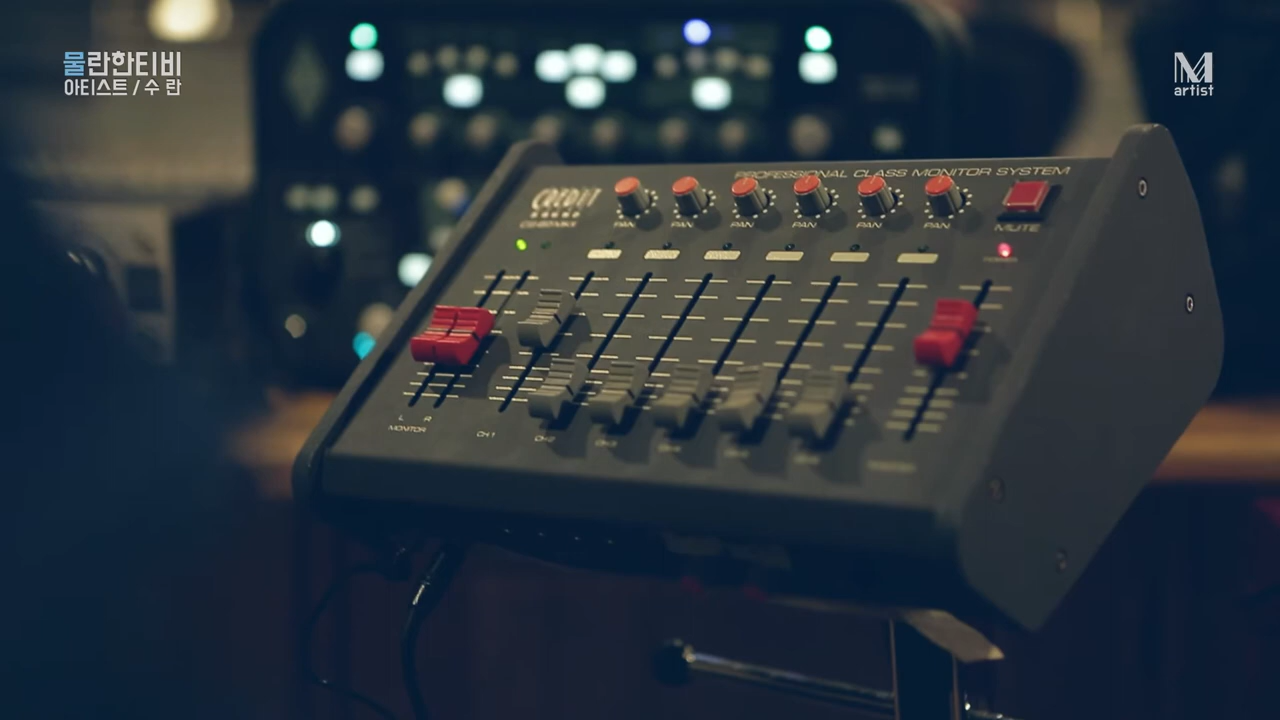 물란한티비
아티스트 / 수 란
M
artist
PROFESSIONAL CLASS MONITOR SYSTEM
PAN PAN PAN PAN PAN PAN
MUTE
L R
MONITOR
CH 1
CH2